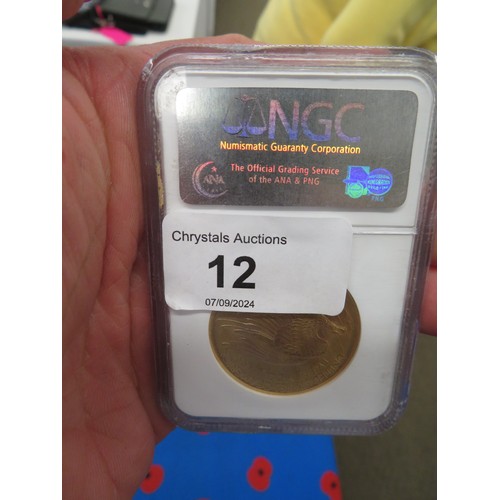 NGC
Numismatic Guaranty Corporation
The Official Grading Service
of the ANA & PNG
ANA
PNG
Chrystals Auctions
12
07/09/2024